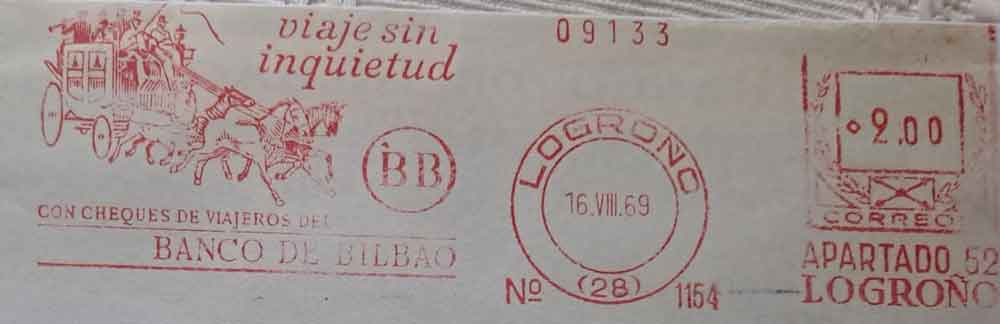 viaje sin
inquietud
BB
CON CHEQUES DE VIAJEROS DEL
BANCO DE BILBAO
09133
LOGROÑO
16.VIII.69
(28)
Nº 1154
2,00
CORREO
APARTADO 52
LOGROÑO